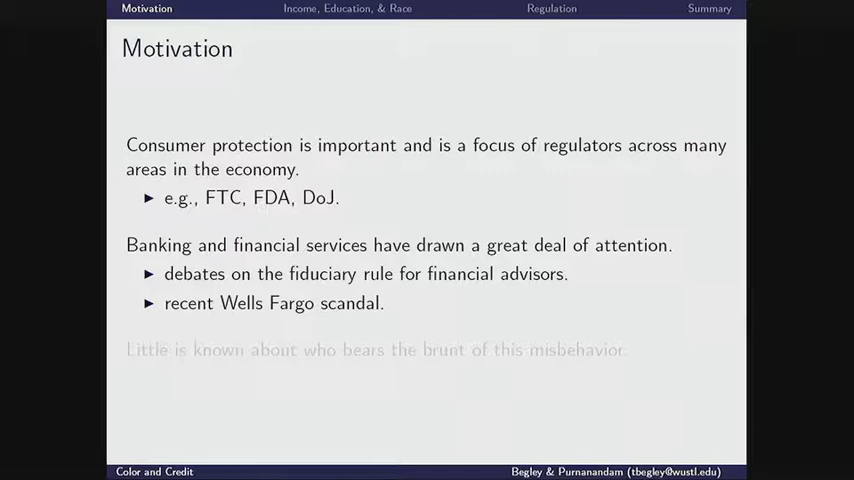 Motivation Income, Education, & Race Regulation Summary
Motivation
Consumer protection is important and is a focus of regulators across many
areas in the economy.
▶ e.g., FTC, FDA, DoJ.
Banking and financial services have drawn a great deal of attention.
▶ debates on the fiduciary rule for financial advisors.
▶ recent Wells Fargo scandal.
Little is known about who bears the brunt of this misbehavior.
Color and Credit Begley & Purnanandam (tbegley@wustl.edu)